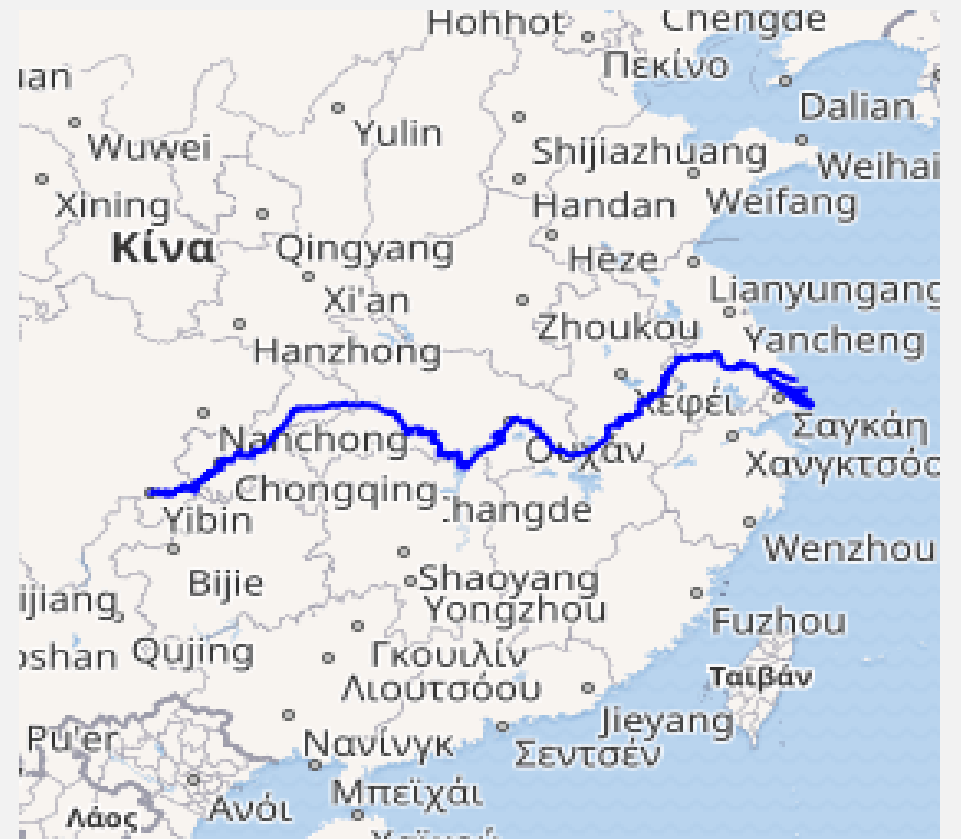 Hohhot
Chengde
Πεκίνο
Dalian
Wuwei
Yulin
Shijiazhuang
Weihai
Xining
Handan
Weifang
Κίνα
Qingyang
Heze
Xi'an
Lianyungang
Zhoukou
Yancheng
Hanzhong
Χεφέι
Σαγκάη
Nanchong
Ουχάν
Chongqing
Yibin
Wenzhou
Bijie
Shaoyang
Yongzhou
Fuzhou
Qujing
Γκουιλίν
Ταϊβάν
Λιουτσόου
Jieyang
Pu'er
Νανίνγκ
Σεντσέν
Μπεϊχάι
Ανόι
Λάος